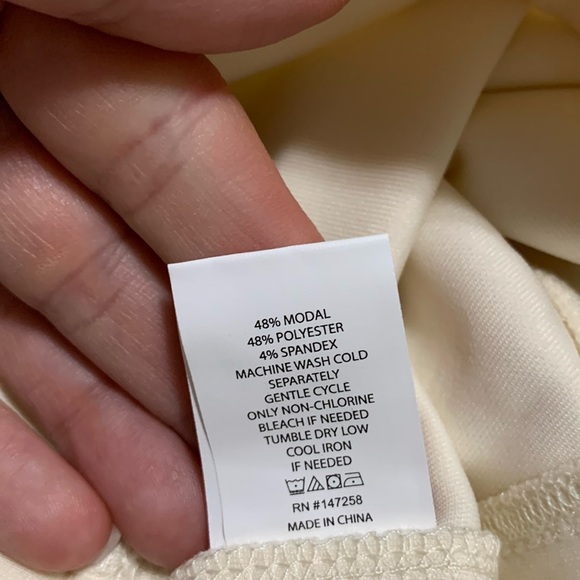 48% MODAL
48% POLYESTER
4% SPANDEX
MACHINE WASH COLD
SEPARATELY
GENTLE CYCLE
ONLY NON-CHLORINE
BLEACH IF NEEDED
TUMBLE DRY LOW
COOL IRON
IF NEEDED
RN #147258
MADE IN CHINA